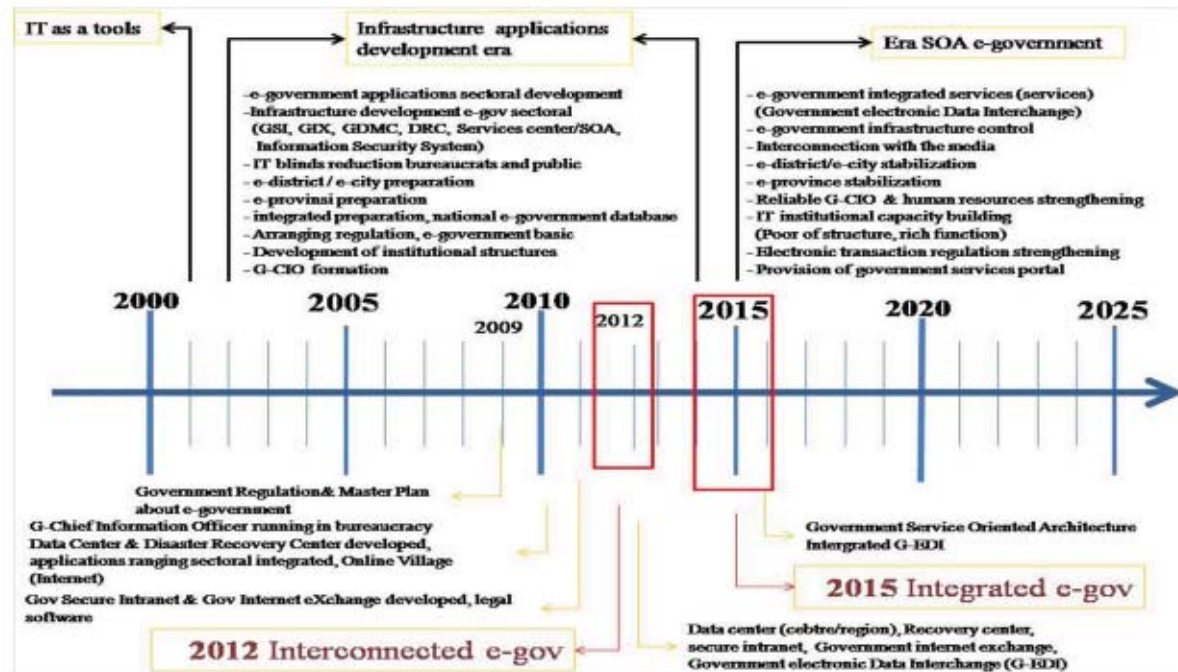 IT as a tools
Infrastructure applications
development era
Era SOA e-government
-e-government applications sectoral development
-Infrastructure development e-gov sectoral
(GSI, GIX, GDMC, DRC, Services center/SOA,
Information Security System)
- IT blinds reduction bureaucrats and public
- e-district / e-city preparation
- e-provinsi preparation
- integrated preparation, national e-government database
- Arranging regulation, e-government basic
- Development of institutional structures
- G-CIO formation
- e-government integrated services (services)
(Government electronic Data Interchange)
- e-government infrastructure control
- Interconnection with the media
- e-district/e-city stabilization
- e-province stabilization
- Reliable G-CIO & human resources strengthening
- IT institutional capacity building
(Poor of structure, rich function)
- Electronic transaction regulation strengthening
- Provision of government services portal
2000
2005
2009
2010
2012
2015
2020
2025
Government Regulation& Master Plan
about e-government
G-Chief Information Officer running in bureaucracy
Data Center & Disaster Recovery Center developed,
applications ranging sectoral integrated, Online Village
(Internet)
Gov Secure Intranet & Gov Internet eXchange developed, legal
software
2012 Interconnected e-gov
Government Service Oriented Architecture
Intergrated G-EDI
2015 Integrated e-gov
Data center (cebtre/region), Recovery center,
secure intranet, Government internet exchange,
Government electronic Data Interchange (G-EDI)